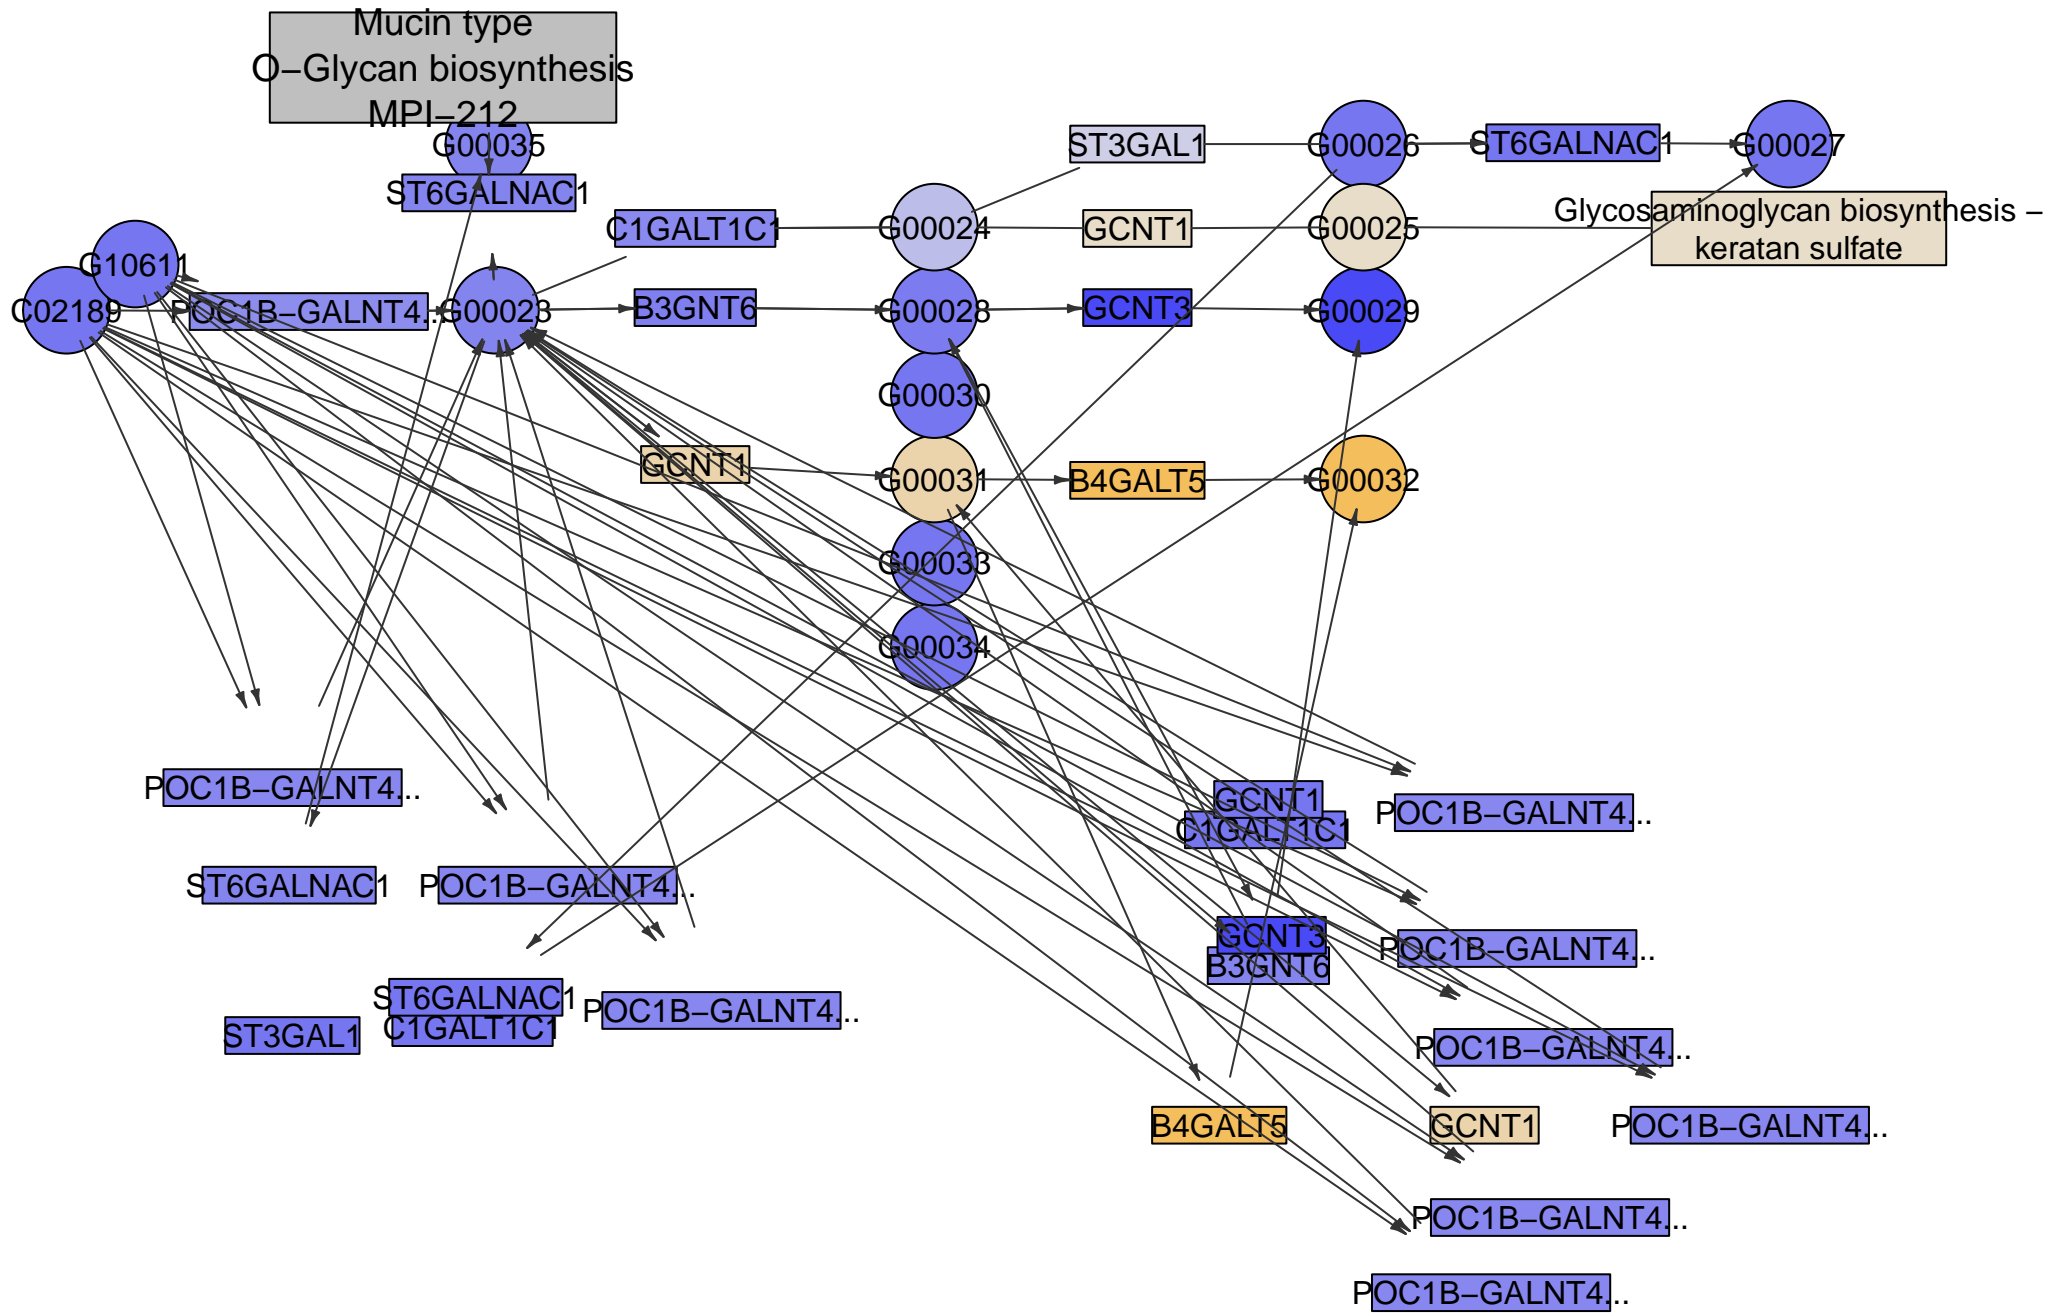 Mucin type
O−Glycan biosynthesis
MPI−212
G00035
ST6GALNAC1
ST3GAL1
G00026
ST6GALNAC1
G00027
C1GALT1C1
G00024
GCNT1
G00025
Glycosaminoglycan biosynthesis −
keratan sulfate
G10611
C02189
POC1B−GALNT4...
G00023
B3GNT6
G00028
GCNT3
G00029
G00030
GCNT1
G00031
B4GALT5
G00032
G00033
G00034
POC1B−GALNT4...
GCNT1
POC1B−GALNT4...
C1GALT1C1
ST6GALNAC1
POC1B−GALNT4...
GCNT3
POC1B−GALNT4...
B3GNT6
ST6GALNAC1
POC1B−GALNT4...
ST3GAL1
C1GALT1C1
POC1B−GALNT4...
B4GALT5
GCNT1
POC1B−GALNT4...
POC1B−GALNT4...
POC1B−GALNT4...